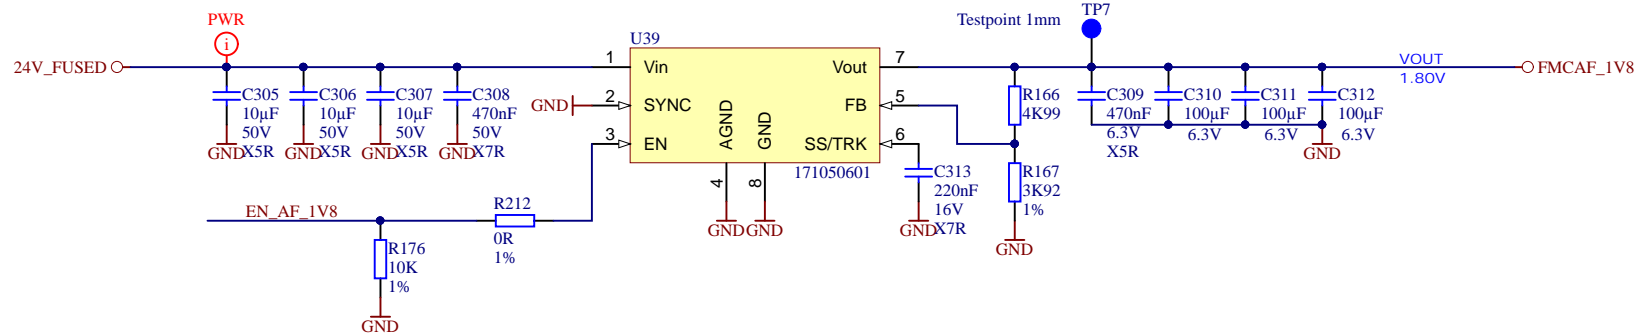 PWR
i
24V_FUSED
C305
10µF
50V
X5R
GND
C306
10µF
50V
X5R
GND
C307
10µF
50V
X5R
GND
C308
470nF
50V
X7R
GND
U39
1
Vin
GND
2
SYNC
3
EN
AGND
GND
4
8
GND
GND
Vout
7
FB
5
SS/TRK
6
171050601
C313
220nF
16V
X7R
GND
R166
4K99
R167
3K92
1%
GND
Testpoint 1mm
TP7
C309
470nF
6.3V
X5R
C310
100µF
6.3V
C311
100µF
6.3V
C312
100µF
6.3V
GND
VOUT
1.80V
FMCAF_1V8
EN_AF_1V8
R212
0R
1%
R176
10K
1%
GND